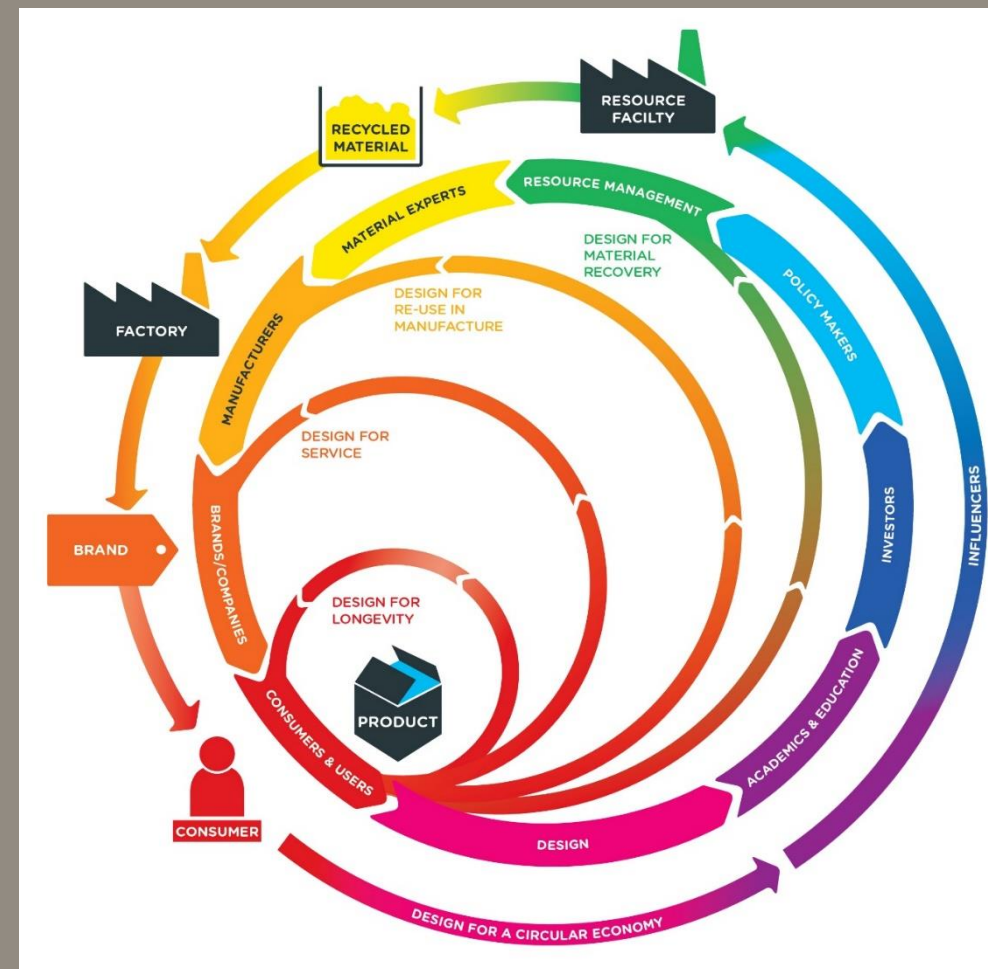 RESOURCE
FACILTY
RECYCLED
MATERIAL
RESOURCE MANAGEMENT
MATERIAL EXPERTS
DESIGN FOR
MATERIAL
RECOVERY
POLICY MAKERS
DESIGN FOR
RE-USE IN
MANUFACTURE
FACTORY
MANUFACTURERS
DESIGN FOR
SERVICE
INVESTORS
INFLUENCERS
BRAND
BRANDS/COMPANIES
DESIGN FOR
LONGEVITY
PRODUCT
CONSUMERS & USERS
ACADEMICS & EDUCATION
CONSUMER
DESIGN
DESIGN FOR A CIRCULAR ECONOMY